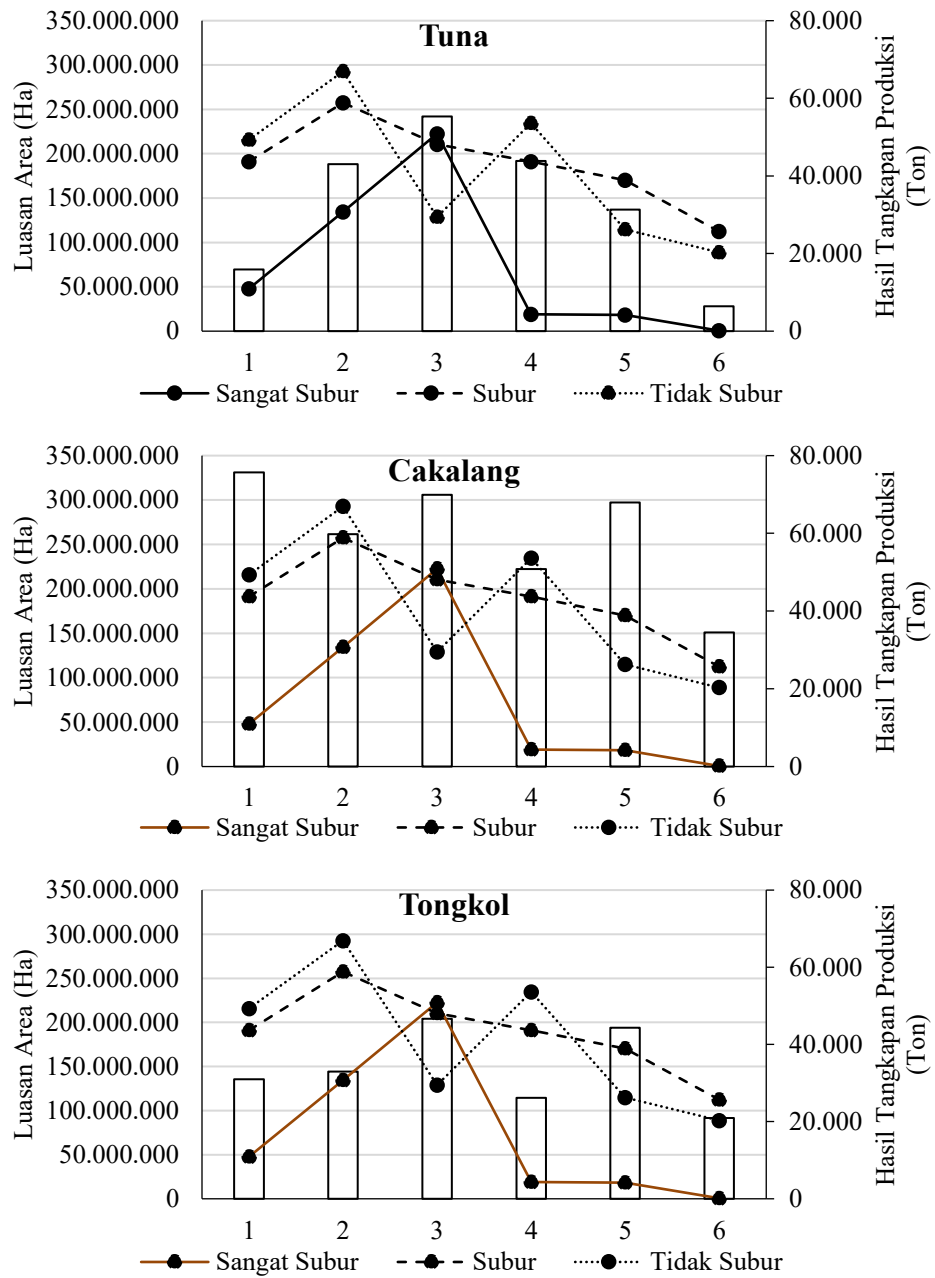 Tuna
Luasan Area (Ha)
350.000.000
300.000.000
250.000.000
200.000.000
150.000.000
100.000.000
50.000.000
0
80.000
60.000
40.000
20.000
0
Hasil Tangkapan Produksi
(Ton)
1 2 3 4 5 6
Sangat Subur Subur Tidak Subur
Cakalang
Luasan Area (Ha)
350.000.000
300.000.000
250.000.000
200.000.000
150.000.000
100.000.000
50.000.000
0
80.000
60.000
40.000
20.000
0
Hasil Tangkapan Produksi
(Ton)
1 2 3 4 5 6
Sangat Subur Subur Tidak Subur
Tongkol
Luasan Area (Ha)
350.000.000
300.000.000
250.000.000
200.000.000
150.000.000
100.000.000
50.000.000
0
80.000
60.000
40.000
20.000
0
Hasil Tangkapan Produksi
(Ton)
1 2 3 4 5 6
Sangat Subur Subur Tidak Subur